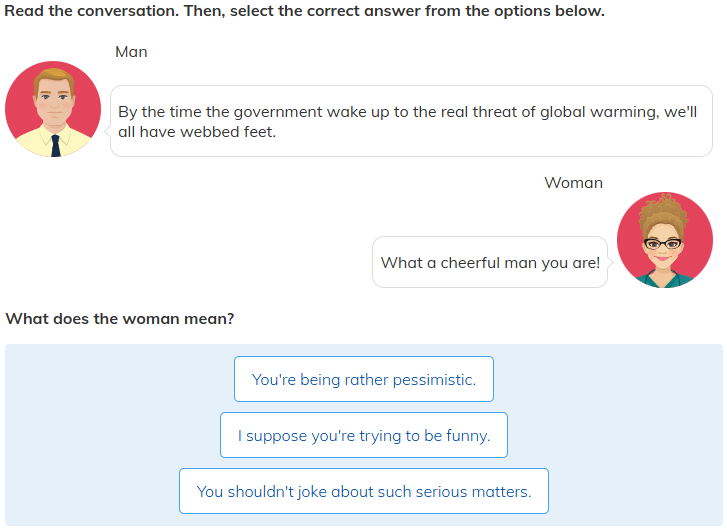 Read the conversation. Then, select the correct answer from the options below.
Man
By the time the government wake up to the real threat of global warming, we'll
all have webbed feet.
Woman
What a cheerful man you are!
What does the woman mean?
You're being rather pessimistic.
I suppose you're trying to be funny.
You shouldn't joke about such serious matters.